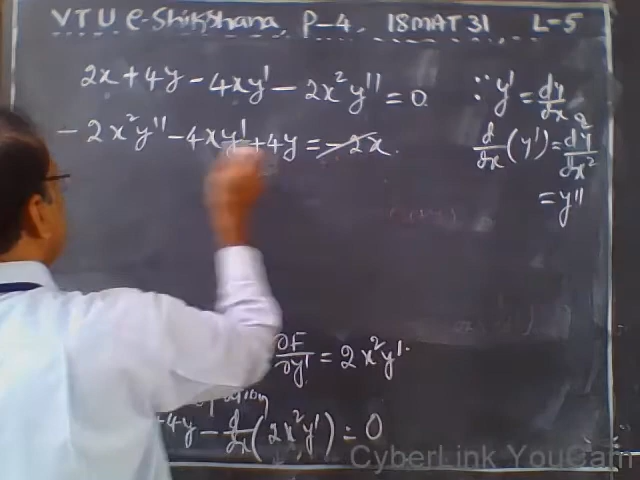 VTU e-Shikshana, P-4, 18MAT31 L-5
2x + 4y - 4xy' - 2x²y'' = 0 ∵ y' = dy/dx
- 2x²y'' - 4xy' + 4y = -2x. d/dx (y') = d²y/dx²
= y''
∂F/∂y' = 2x²y'.
4y - d/dx (2x²y') = 0
CyberLink YouCam